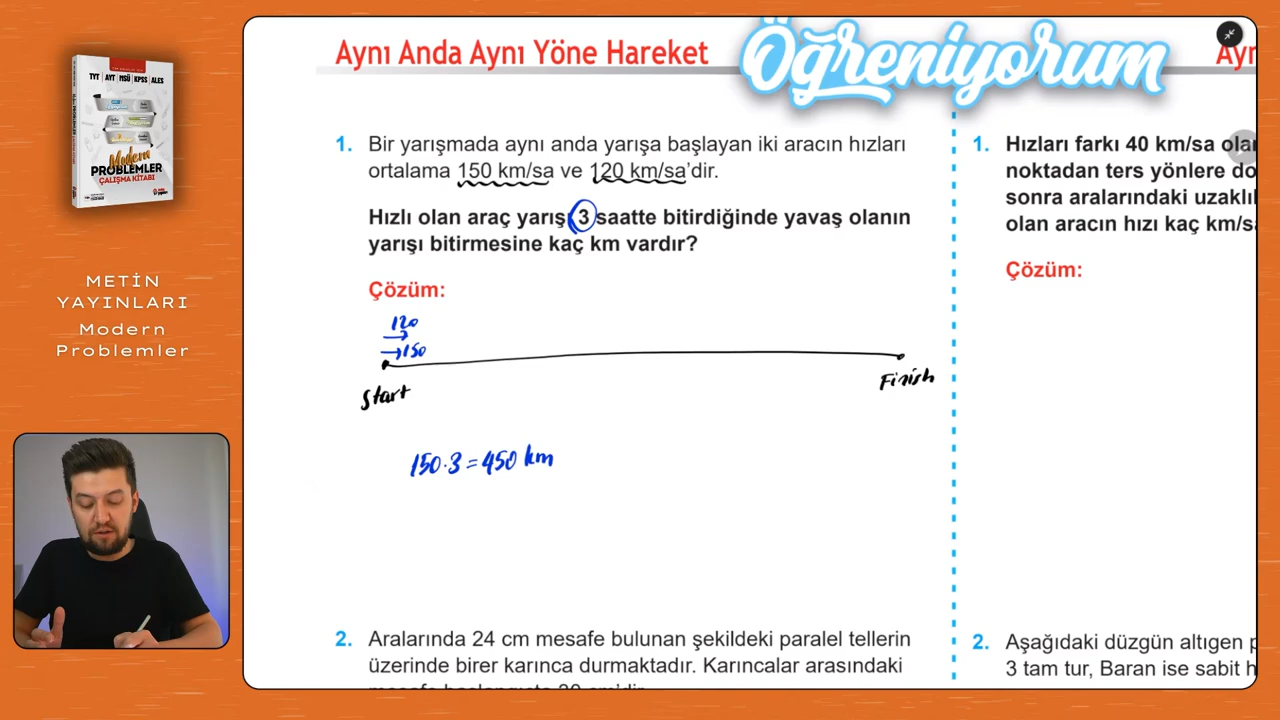 TYT AYT MSÜ KPSS ALES
Modern
PROBLEMLER
ÇALIŞMA KİTABI
METİN
YAYINLARI
Modern
Problemler
Aynı Anda Aynı Yöne Hareket
Öğreniyorum
1. Bir yarışmada aynı anda yarışa başlayan iki aracın hızları
ortalama 150 km/sa ve 120 km/sa'dir.
Hızlı olan araç yarışı 3 saatte bitirdiğinde yavaş olanın
yarışı bitirmesine kaç km vardır?
Çözüm:
120
150
Start
Finish
150·3=450 km
2. Aralarında 24 cm mesafe bulunan şekildeki paralel tellerin
üzerinde birer karınca durmaktadır. Karıncalar arasındaki
Ayn
1. Hızları farkı 40 km/sa olan
noktadan ters yönlere do
sonra aralarındaki uzaklı
olan aracın hızı kaç km/sa
Çözüm:
2. Aşağıdaki düzgün altıgen p
3 tam tur, Baran ise sabit h